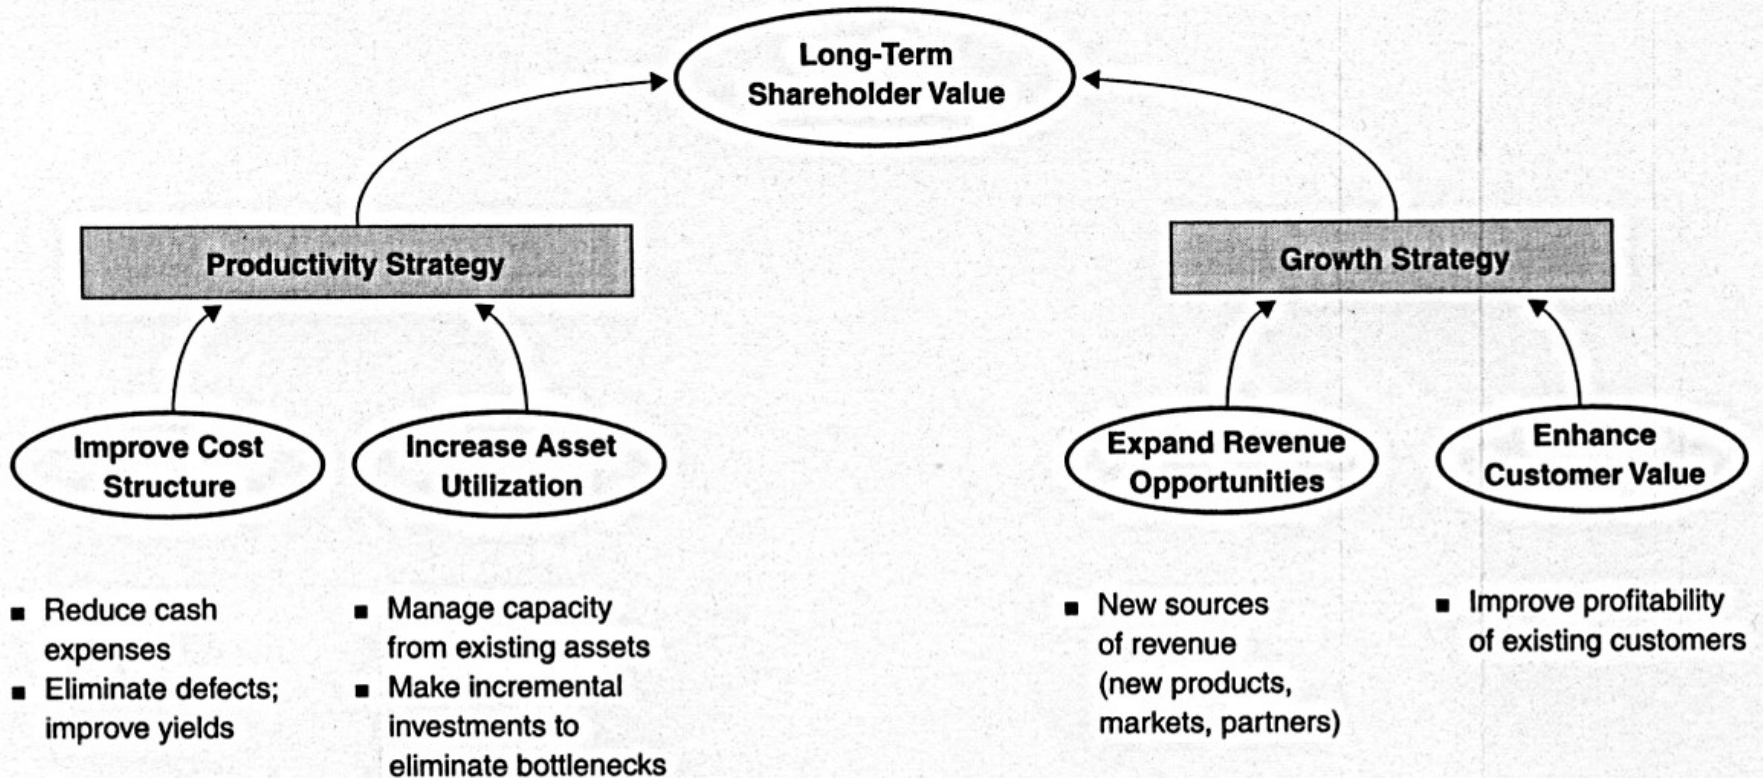 Long-Term
Shareholder Value
Productivity Strategy
Growth Strategy
Improve Cost
Structure
Increase Asset
Utilization
Expand Revenue
Opportunities
Enhance
Customer Value
■ Reduce cash
expenses
■ Eliminate defects;
improve yields
■ Manage capacity
from existing assets
■ Make incremental
investments to
eliminate bottlenecks
■ New sources
of revenue
(new products,
markets, partners)
■ Improve profitability
of existing customers